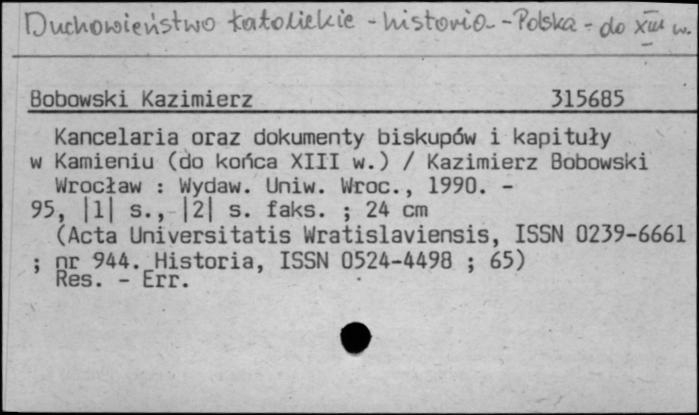 Duchowieństwo katolickie - historia - Polska - do XIII w.
Bobowski Kazimierz 315685
Kancelaria oraz dokumenty biskupów i kapituły
w Kamieniu (do końca XIII w.) / Kazimierz Bobowski
Wrocław : Wydaw. Uniw. Wroc., 1990. -
95, |1| s., |2| s. faks. ; 24 cm
(Acta Universitatis Wratislaviensis, ISSN 0239-6661
; nr 944. Historia, ISSN 0524-4498 ; 65)
Res. - Err.